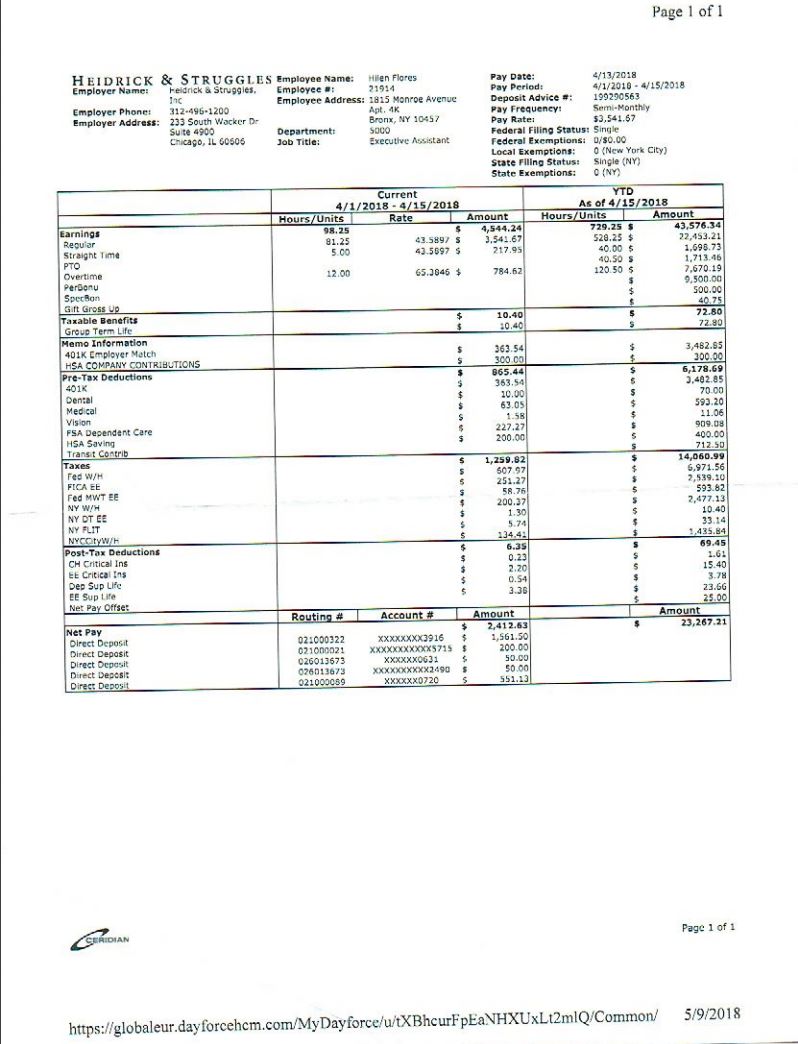 Page 1 of 1
HEIDRICK & STRUGGLES
Employer Name: Heidrick & Struggles, Inc
Employer Phone: 312-496-1200
Employer Address: 233 South Wacker Dr
Suite 4900
Chicago, IL 60606
Employee Name: Hilen Flores
Employee #: 21914
Employee Address: 1815 Monroe Avenue
Apt. 4K
Bronx, NY 10457
Department: 5000
Job Title: Executive Assistant
Pay Date: 4/13/2018
Pay Period: 4/1/2018 - 4/15/2018
Deposit Advice #: 199290563
Pay Frequency: Semi-Monthly
Pay Rate: $3,541.67
Federal Filing Status: Single
Federal Exemptions: 0/$0.00
Local Exemptions: 0 (New York City)
State Filing Status: Single (NY)
State Exemptions: 0 (NY)
Current YTD
4/1/2018 - 4/15/2018 As of 4/15/2018
Hours/Units Rate Amount Hours/Units Amount
Earnings 98.25 $ 4,544.24 729.25 $ 43,576.34
Regular 81.25 43.5897 $ 3,541.67 528.25 $ 22,453.21
Straight Time 5.00 43.5897 $ 217.95 40.00 $ 1,698.73
PTO 40.50 $ 1,713.46
Overtime 12.00 65.3846 $ 784.62 120.50 $ 7,670.19
PerBonu $ 9,500.00
SpecBon $ 500.00
Gift Gross Up $ 40.75
Taxable Benefits $ 10.40 $ 72.80
Group Term Life $ 10.40 $ 72.80
Memo Information
401K Employer Match $ 363.54 $ 3,482.85
HSA COMPANY CONTRIBUTIONS $ 300.00 $ 300.00
Pre-Tax Deductions $ 865.44 $ 6,178.69
401K $ 363.54 $ 3,482.85
Dental $ 10.00 $ 70.00
Medical $ 63.05 $ 593.20
Vision $ 1.58 $ 11.06
FSA Dependent Care $ 227.27 $ 909.08
HSA Saving $ 200.00 $ 400.00
Transit Contrib $ 712.50
Taxes $ 1,259.82 $ 14,060.99
Fed W/H $ 607.97 $ 6,971.56
FICA EE $ 251.27 $ 2,539.10
Fed MWT EE $ 58.76 $ 593.82
NY W/H $ 200.37 $ 2,477.13
NY DT EE $ 1.30 $ 10.40
NY FLIT $ 5.74 $ 33.14
NYCCityW/H $ 134.41 $ 1,435.84
Post-Tax Deductions $ 6.35 $ 69.45
CH Critical Ins $ 0.23 $ 1.61
EE Critical Ins $ 2.20 $ 15.40
Dep Sup Life $ 0.54 $ 3.78
EE Sup Life $ 3.38 $ 23.66
Net Pay Offset $ 25.00
Routing # Account # Amount Amount
Net Pay $ 2,412.63 $ 23,267.21
Direct Deposit 021000322 XXXXXXXX3916 $ 1,561.50
Direct Deposit 021000021 XXXXXXXXXXX5715 $ 200.00
Direct Deposit 026013673 XXXXXX0631 $ 50.00
Direct Deposit 026013673 XXXXXXXXXX2490 $ 50.00
Direct Deposit 021000089 XXXXXX0720 $ 551.13
CERIDIAN
Page 1 of 1
https://globaleur.dayforcehcm.com/MyDayforce/u/tXBhcurFpEaNHXUxLt2mlQ/Common/ 5/9/2018